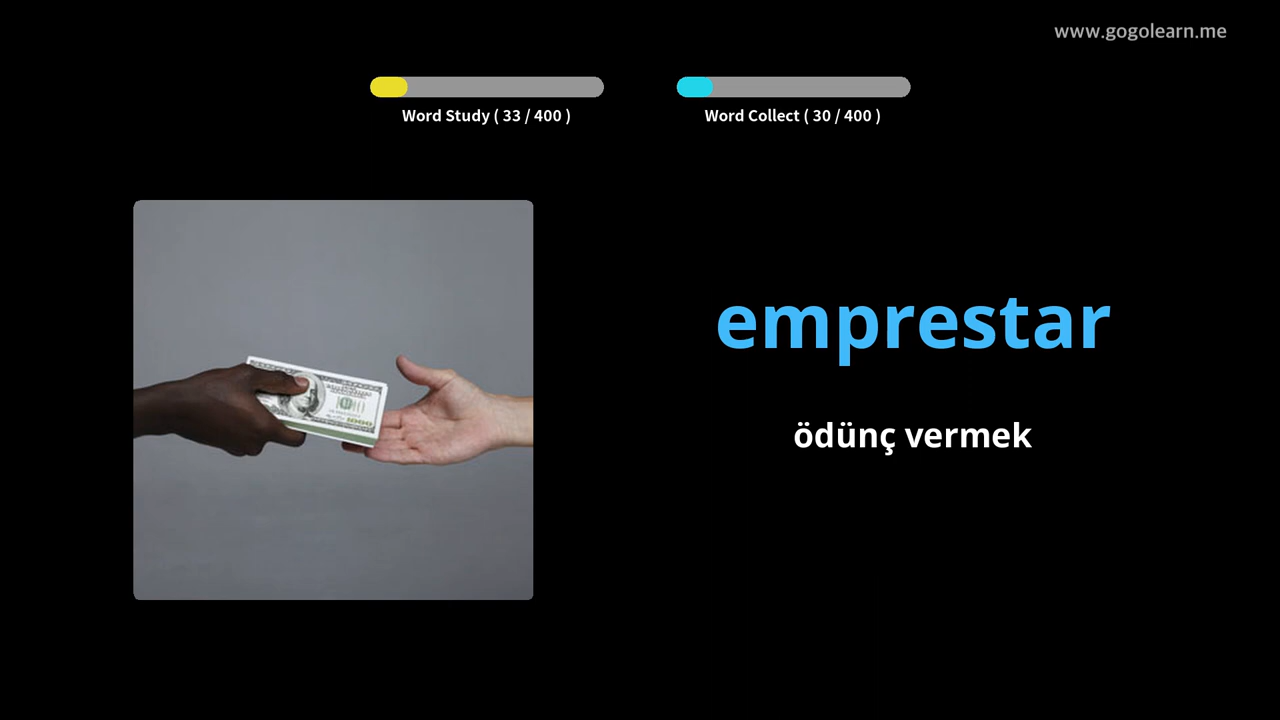 www.gogolearn.me
Word Study ( 33 / 400 )
Word Collect ( 30 / 400 )
emprestar
ödünç vermek